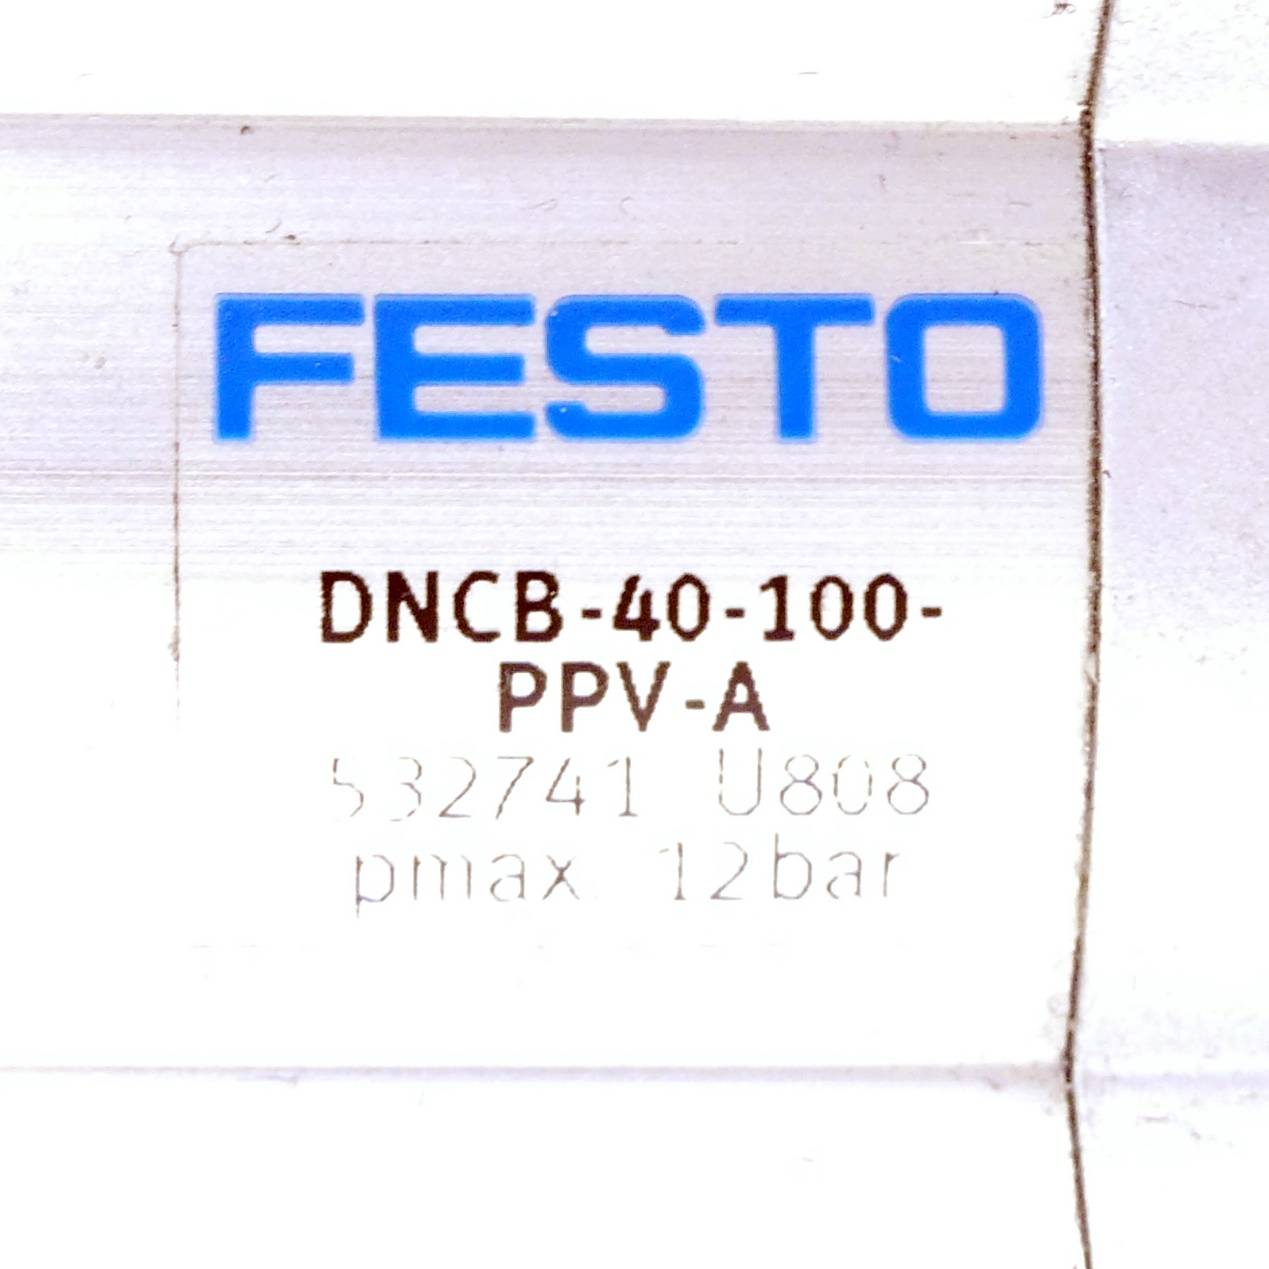 FESTO
DNCB-40-100-
PPV-A
532741 U808
pmax. 12bar